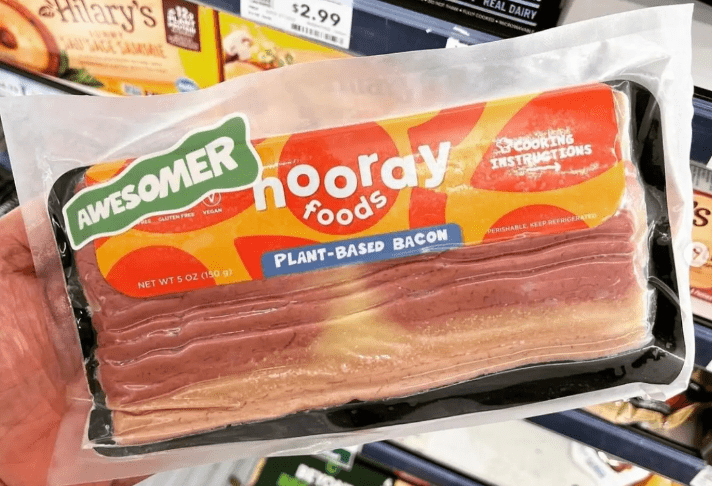 Hilary's
$2.99
REAL DAIRY
AWESOMER
nooray
foods
COOKING
INSTRUCTIONS
GLUTEN FREE
VEGAN
PLANT-BASED BACON
PERISHABLE, KEEP REFRIGERATED
NET WT 5 OZ (150 g)